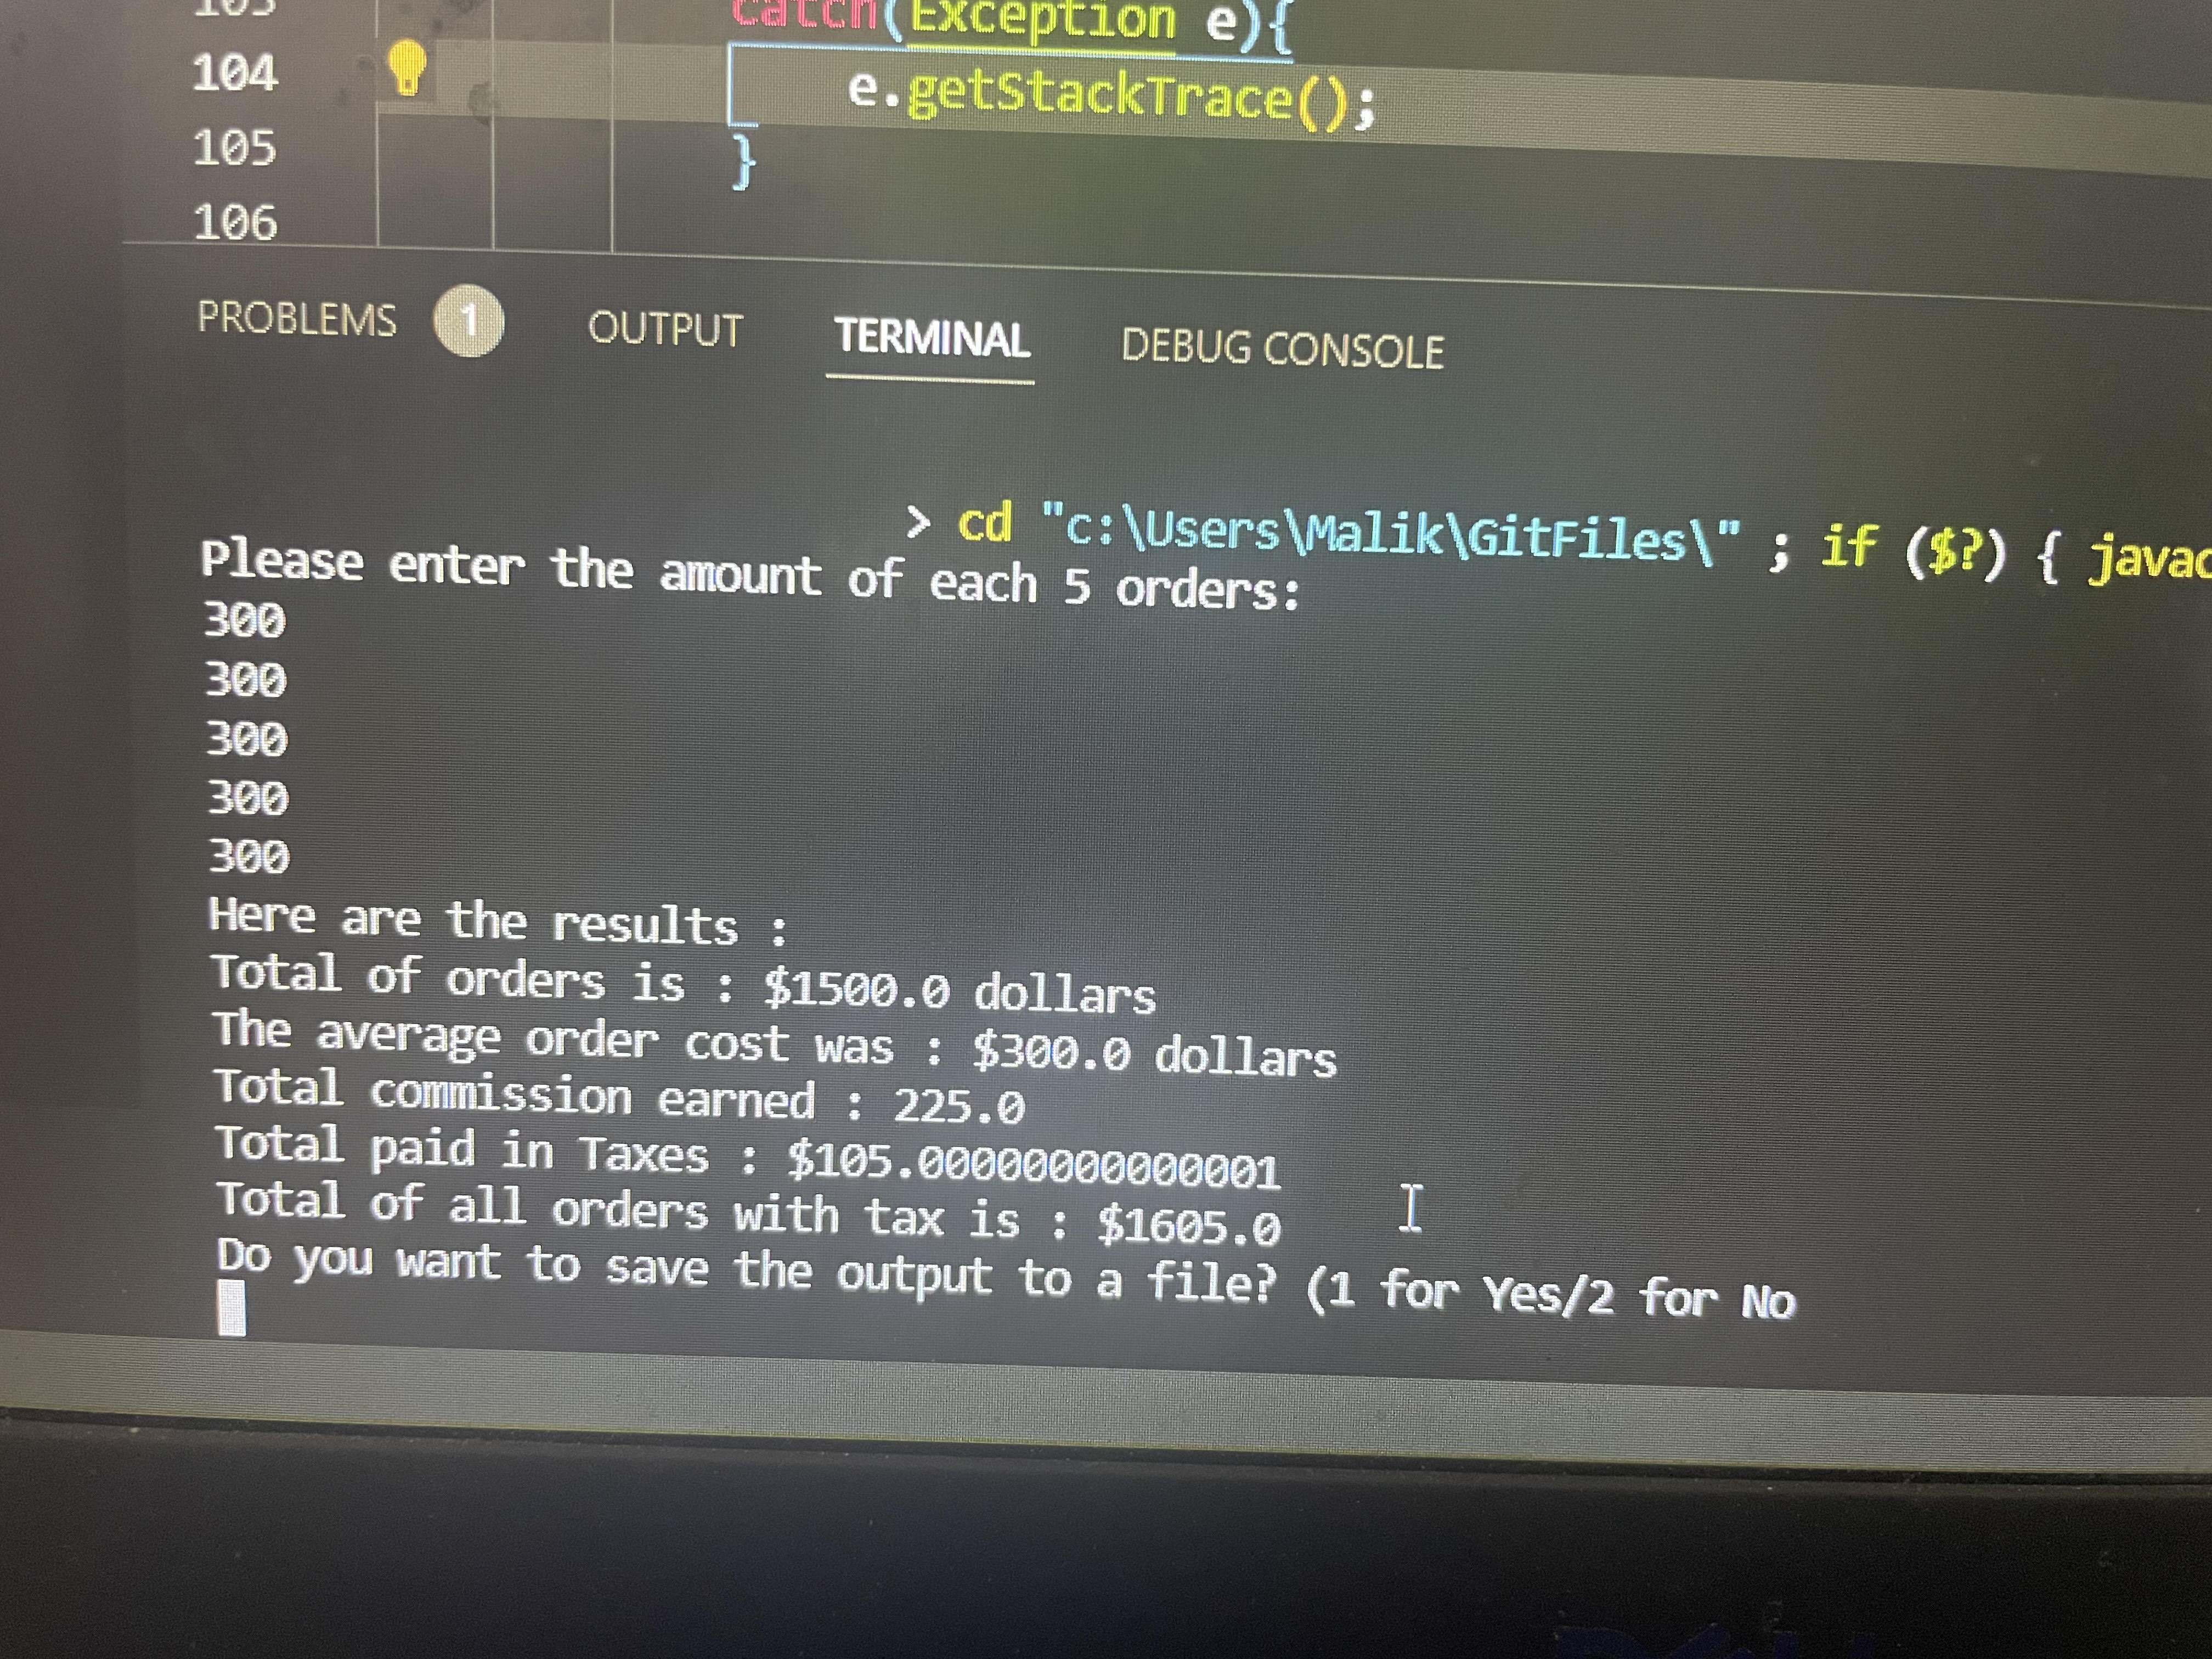 103
catch(Exception e){
104
e.getStackTrace();
105
}
106
PROBLEMS 1 OUTPUT TERMINAL DEBUG CONSOLE
> cd "c:\Users\Malik\GitFiles\" ; if ($?) { javac
Please enter the amount of each 5 orders:
300
300
300
300
300
Here are the results :
Total of orders is : $1500.0 dollars
The average order cost was : $300.0 dollars
Total commission earned : 225.0
Total paid in Taxes : $105.00000000000001
Total of all orders with tax is : $1605.0
Do you want to save the output to a file? (1 for Yes/2 for No